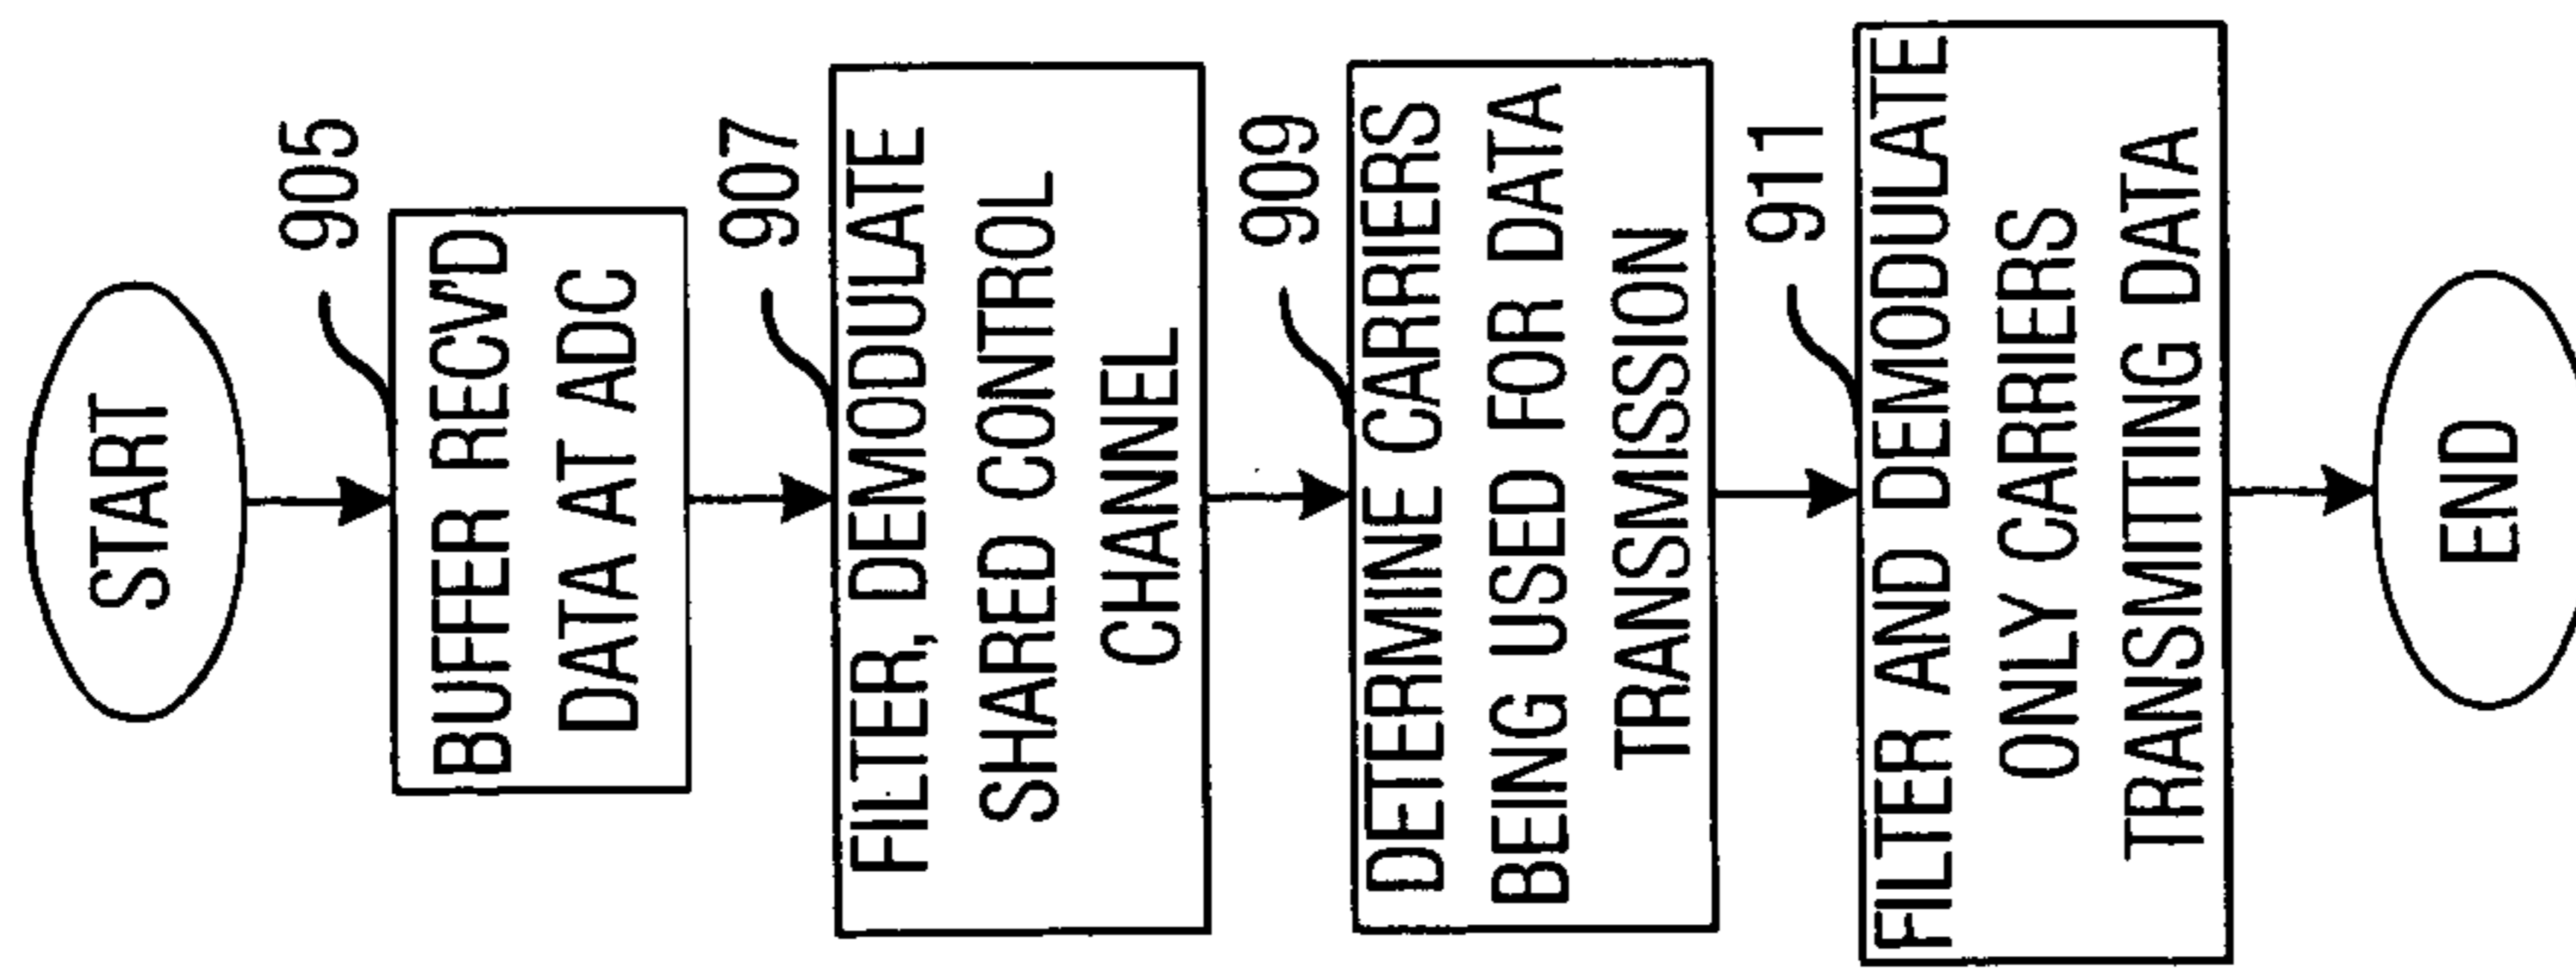 START
905
BUFFER RECV'D
DATA AT ADC
907
FILTER, DEMODULATE
SHARED CONTROL
CHANNEL
909
DETERMINE CARRIERS
BEING USED FOR DATA
TRANSMISSION
911
FILTER AND DEMODULATE
ONLY CARRIERS
TRANSMITTING DATA
END